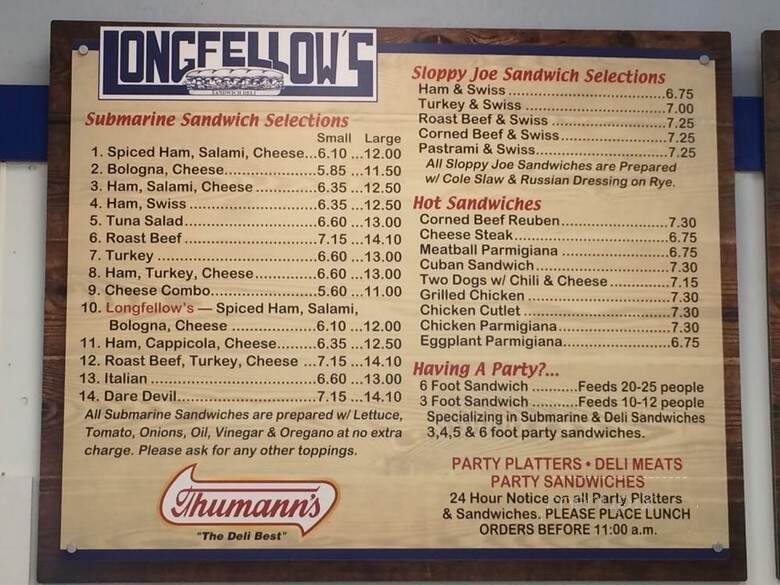 LONGFELLOW'S
SANDWICH DELI
Submarine Sandwich Selections
Small Large
1. Spiced Ham, Salami, Cheese...6.10 ...12.00
2. Bologna, Cheese......................5.85 ...11.50
3. Ham, Salami, Cheese ...............6.35 ...12.50
4. Ham, Swiss ..............................6.35 ...12.50
5. Tuna Salad................................6.60 ...13.00
6. Roast Beef ................................7.15 ...14.10
7. Turkey .......................................6.60 ...13.00
8. Ham, Turkey, Cheese...............6.60 ...13.00
9. Cheese Combo.........................5.60 ...11.00
10. Longfellow's — Spiced Ham, Salami,
Bologna, Cheese .....................6.10 ...12.00
11. Ham, Cappicola, Cheese.........6.35 ...12.50
12. Roast Beef, Turkey, Cheese ...7.15 ...14.10
13. Italian ........................................6.60 ...13.00
14. Dare Devil.................................7.15 ...14.10
All Submarine Sandwiches are prepared w/ Lettuce,
Tomato, Onions, Oil, Vinegar & Oregano at no extra
charge. Please ask for any other toppings.
Thumann's
"The Deli Best"
Sloppy Joe Sandwich Selections
Ham & Swiss .......................................6.75
Turkey & Swiss ...................................7.00
Roast Beef & Swiss ............................7.25
Corned Beef & Swiss..........................7.25
Pastrami & Swiss................................7.25
All Sloppy Joe Sandwiches are Prepared
w/ Cole Slaw & Russian Dressing on Rye.
Hot Sandwiches
Corned Beef Reuben..........................7.30
Cheese Steak......................................6.75
Meatball Parmigiana ..........................6.75
Cuban Sandwich ................................7.30
Two Dogs w/ Chili & Cheese ..............7.15
Grilled Chicken ...................................7.30
Chicken Cutlet ....................................7.30
Chicken Parmigiana............................7.30
Eggplant Parmigiana..........................6.75
Having A Party?...
6 Foot Sandwich ...........Feeds 20-25 people
3 Foot Sandwich ...........Feeds 10-12 people
Specializing in Submarine & Deli Sandwiches
3,4,5 & 6 foot party sandwiches.
PARTY PLATTERS • DELI MEATS
PARTY SANDWICHES
24 Hour Notice on all Party Platters
& Sandwiches. PLEASE PLACE LUNCH
ORDERS BEFORE 11:00 a.m.